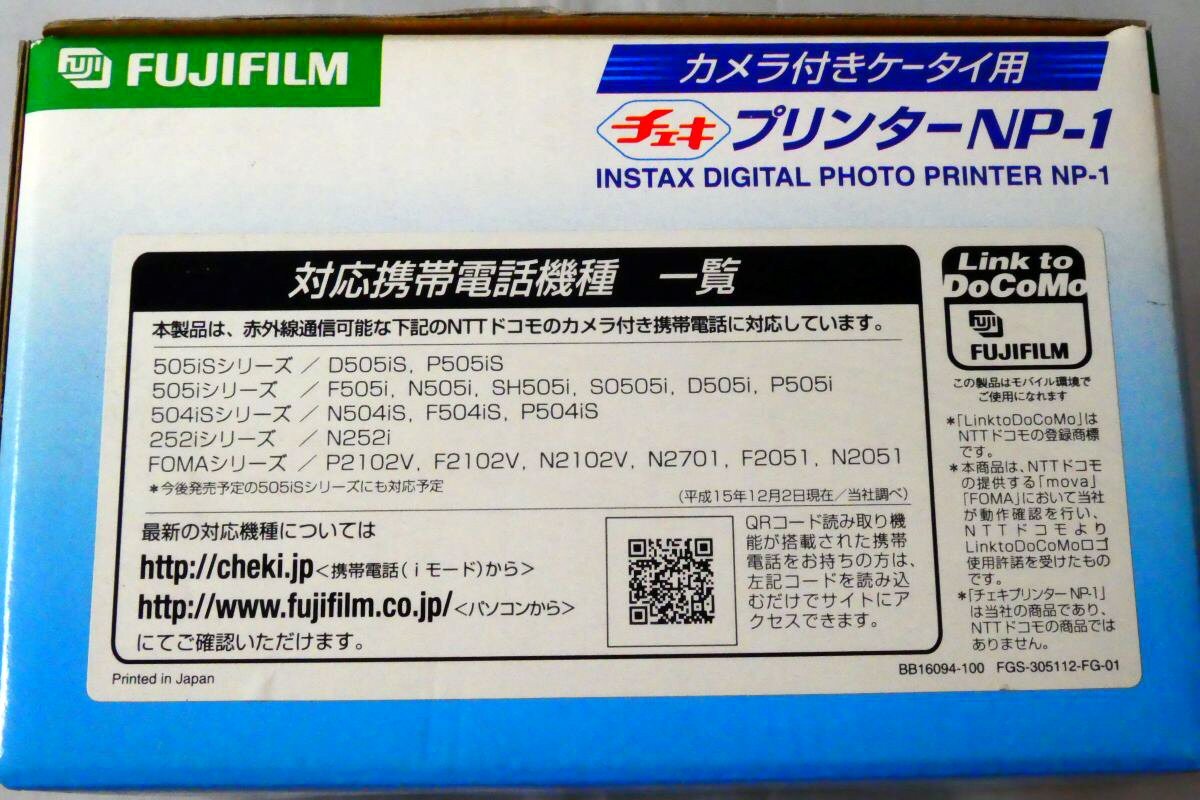 Fuji FUJIFILM
カメラ付きケータイ用
チェキ プリンターNP-1
INSTAX DIGITAL PHOTO PRINTER NP-1
対応携帯電話機種 一覧
本製品は、赤外線通信可能な下記のNTTドコモのカメラ付き携帯電話に対応しています。
505iSシリーズ / D505iS, P505iS
505iシリーズ / F505i, N505i, SH505i, SO505i, D505i, P505i
504iSシリーズ / N504iS, F504iS, P504iS
252iシリーズ / N252i
FOMAシリーズ / P2102V, F2102V, N2102V, N2701, F2051, N2051
*今後発売予定の505iSシリーズにも対応予定
(平成15年12月2日現在/当社調べ)
最新の対応機種については
http://cheki.jp<携帯電話(iモード)から>
http://www.fujifilm.co.jp/<パソコンから>
にてご確認いただけます。
QRコード読み取り機
能が搭載された携帯
電話をお持ちの方は、
左記コードを読み込
むだけでサイトにア
クセスできます。
Link to
DoCoMo
Fuji
FUJIFILM
この製品はモバイル環境で
ご使用になれます
*「LinktoDoCoMo」は
NTTドコモの登録商標
です。
*本商品は、NTTドコモ
の提供する「mova」
「FOMA」において当社
が動作確認を行い、
NTTドコモより
LinktoDoCoMoロゴ
使用許諾を受けたもの
です。
*「チェキプリンター NP-1」
は当社の商品であり、
NTTドコモの商品では
ありません。
BB16094-100 FGS-305112-FG-01
Printed in Japan